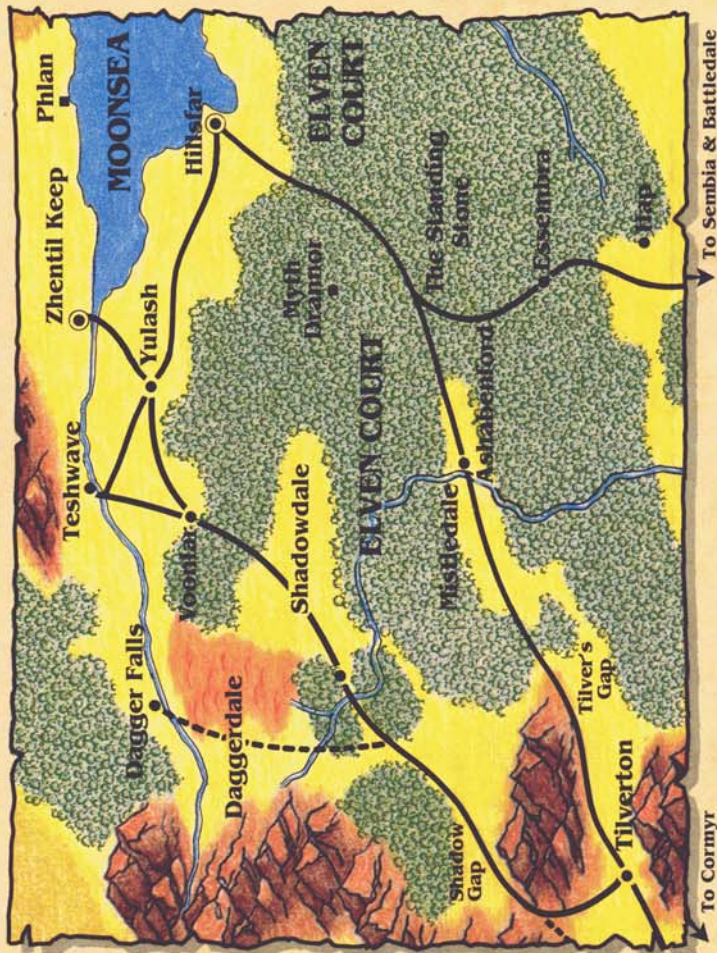 Phlan
Zhentil Keep
MOONSEA
Teshwave
Yulash
Hillsfar
Dagger Falls
Voonlar
ELVEN
COURT
Daggerdale
Shadowdale
Myth
Drannor
ELVEN COURT
The Standing
Stone
Mistledale
Ashabenford
Essembra
Shadow
Gap
Tilver's
Gap
Hap
Tilverton
To Cormyr
To Sembia & Battledale